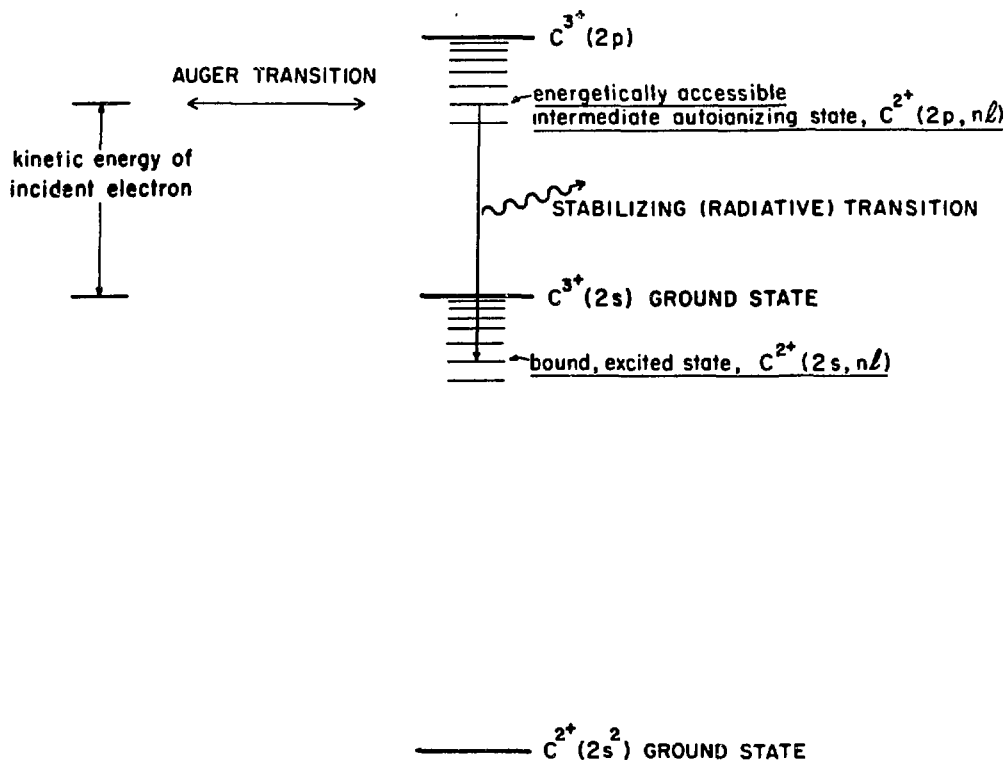 C³⁺(2p)
AUGER TRANSITION
energetically accessible
intermediate autoianizing state, C²⁺(2p, nℓ)
kinetic energy of
incident electron
STABILIZING (RADIATIVE) TRANSITION
C³⁺(2s) GROUND STATE
bound, excited state, C²⁺(2s, nℓ)
C²⁺(2s²) GROUND STATE